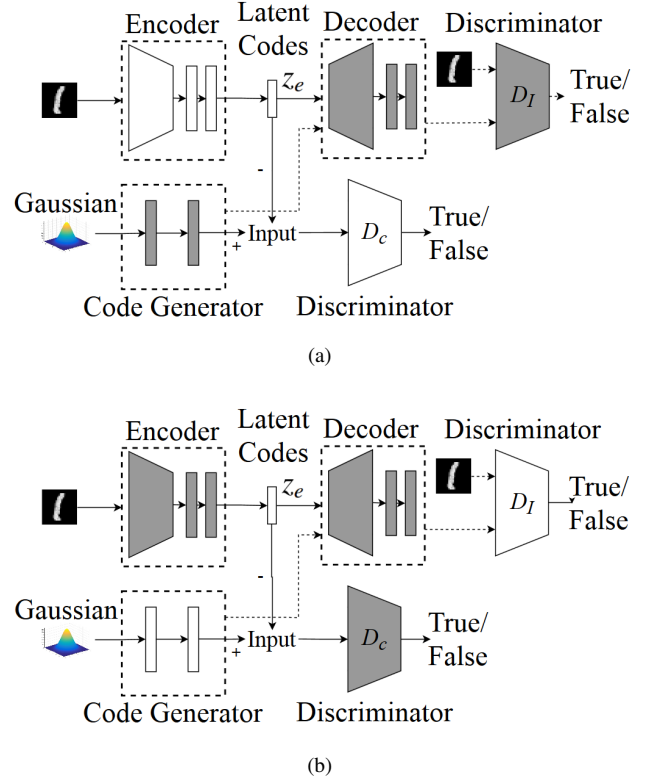 Encoder
Latent
Codes
Decoder
Discriminator
z_e
D_I
True/
False
Gaussian
-
+
Input
D_c
True/
False
Code Generator
Discriminator
(a)
Encoder
Latent
Codes
Decoder
Discriminator
z_e
D_I
True/
False
Gaussian
-
+
Input
D_c
True/
False
Code Generator
Discriminator
(b)